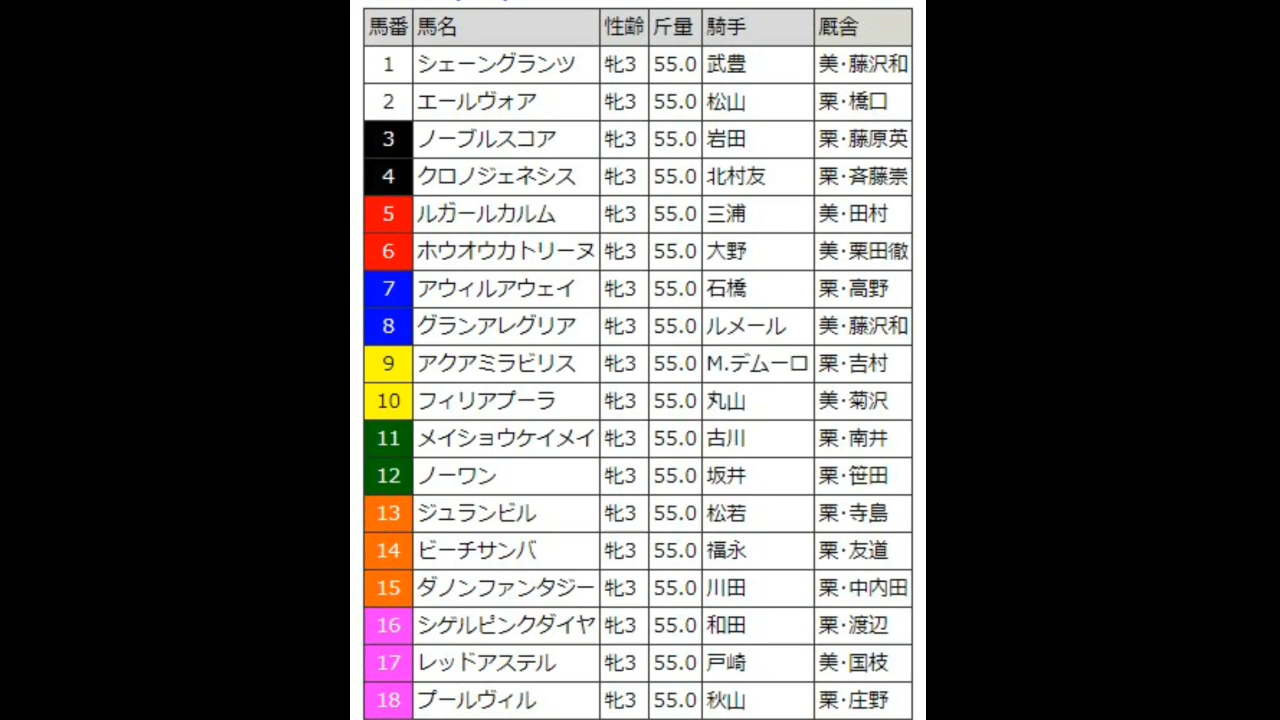 馬番 馬名 性齢 斤量 騎手 厩舎
1 シェーングランツ 牝3 55.0 武豊 美・藤沢和
2 エールヴォア 牝3 55.0 松山 栗・橋口
3 ノーブルスコア 牝3 55.0 岩田 栗・藤原英
4 クロノジェネシス 牝3 55.0 北村友 栗・斉藤崇
5 ルガールカルム 牝3 55.0 三浦 美・田村
6 ホウオウカトリーヌ 牝3 55.0 大野 美・栗田徹
7 アウィルアウェイ 牝3 55.0 石橋 栗・高野
8 グランアレグリア 牝3 55.0 ルメール 美・藤沢和
9 アクアミラビリス 牝3 55.0 M.デムーロ 栗・吉村
10 フィリアプーラ 牝3 55.0 丸山 美・菊沢
11 メイショウケイメイ 牝3 55.0 古川 栗・南井
12 ノーワン 牝3 55.0 坂井 栗・笹田
13 ジュランビル 牝3 55.0 松若 栗・寺島
14 ビーチサンバ 牝3 55.0 福永 栗・友道
15 ダノンファンタジー 牝3 55.0 川田 栗・中内田
16 シゲルピンクダイヤ 牝3 55.0 和田 栗・渡辺
17 レッドアステル 牝3 55.0 戸崎 美・国枝
18 プールヴィル 牝3 55.0 秋山 栗・庄野